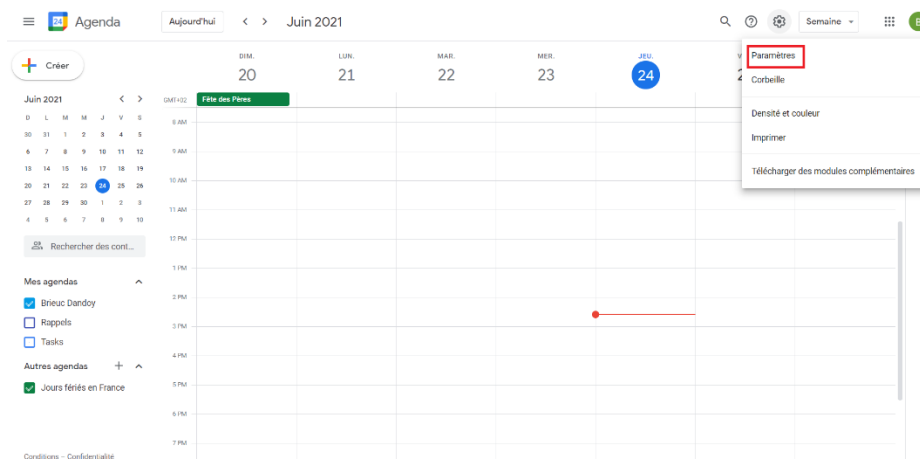 24 Agenda
Aujourd'hui
Juin 2021
Semaine
Créer
DIM. LUN. MAR. MER. JEU. V
20 21 22 23 24 2
Paramètres
Corbeille
Densité et couleur
Imprimer
Télécharger des modules complémentaires
Juin 2021
D L M M J V S
30 31 1 2 3 4 5
6 7 8 9 10 11 12
13 14 15 16 17 18 19
20 21 22 23 24 25 26
27 28 29 30 1 2 3
4 5 6 7 8 9 10
GMT+02 Fête des Pères
8 AM
9 AM
10 AM
11 AM
12 PM
1 PM
2 PM
3 PM
4 PM
5 PM
6 PM
7 PM
Rechercher des cont...
Mes agendas
Brieuc Dandoy
Rappels
Tasks
Autres agendas
Jours fériés en France
Conditions – Confidentialité